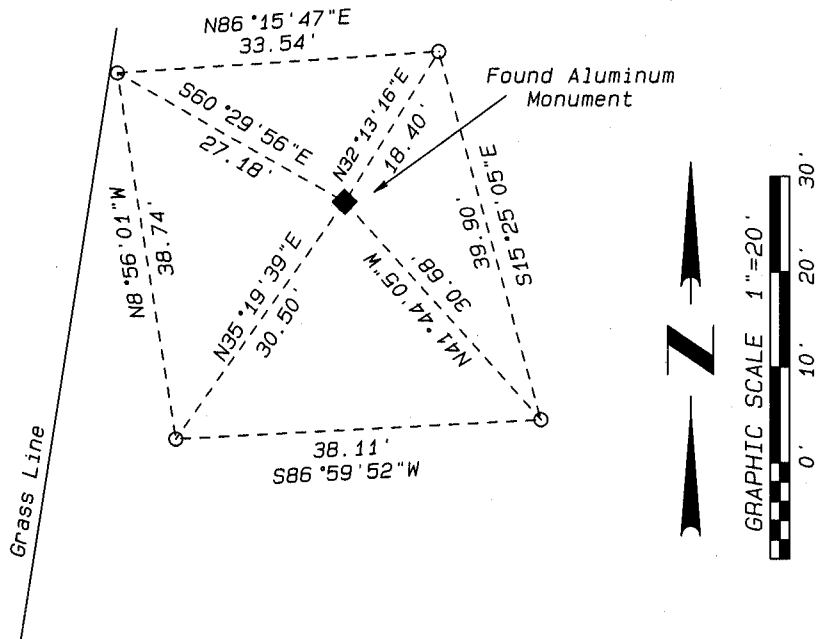 N86°15'47"E
33.54'
Found Aluminum
Monument
S60°29'56"E
27.18'
N32°13'16"E
18.40'
S15°25'05"E
39.90'
N8°56'01"W
38.74'
N35°19'39"E
30.50'
N41°44'05"W
30.68'
38.11'
S86°59'52"W
Grass Line
N
GRAPHIC SCALE 1"=20'
0'
10'
20'
30'